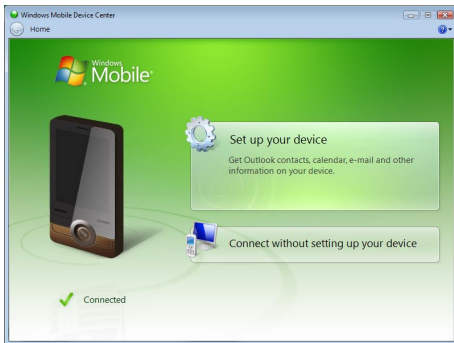 Windows Mobile Device Center
Home
Windows
Mobile®
Set up your device
Get Outlook contacts, calendar, e-mail and other
information on your device.
Connect without setting up your device
Connected